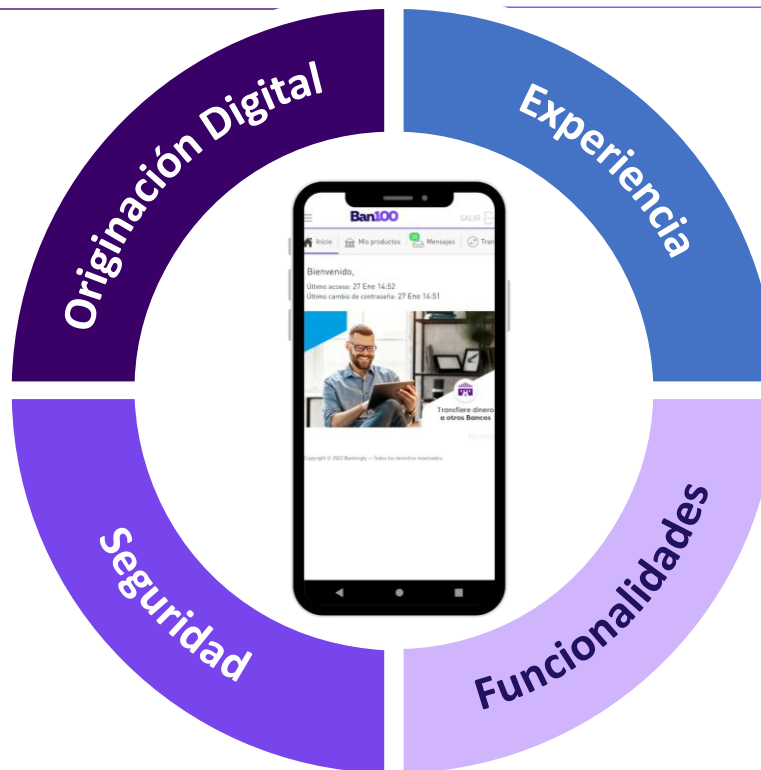 Originación Digital
Experiencia
Ban100
SALIR
Inicio
Mis productos
Mensajes
Tran
Bienvenido,
Último acceso: 27 Ene 14:52
Último cambio de contraseña: 27 Ene 14:51
Transfiere dinero
a otros Bancos
Seguridad
Funcionalidades